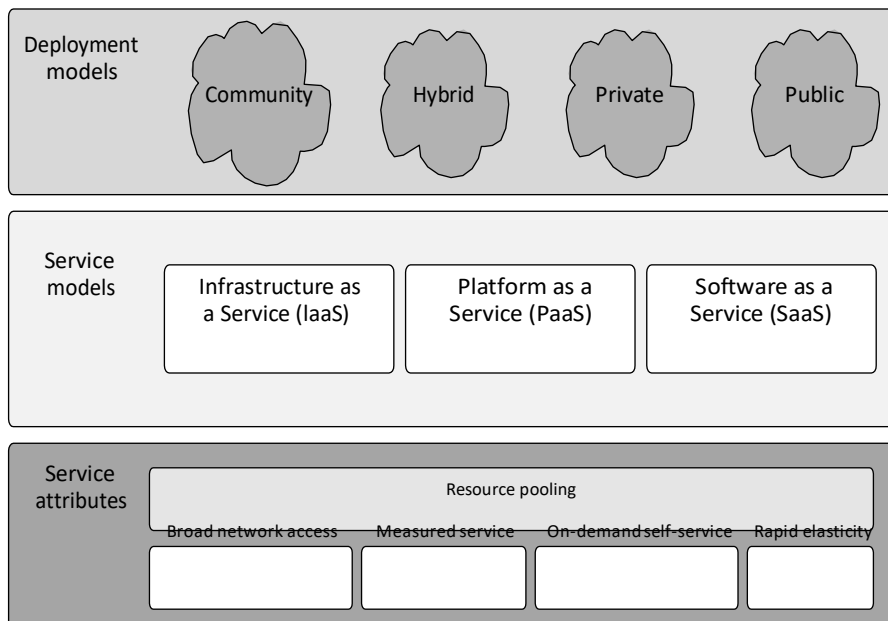 Deployment
models
Community
Hybrid
Private
Public
Service
models
Infrastructure as
a Service (IaaS)
Platform as a
Service (PaaS)
Software as a
Service (SaaS)
Service
attributes
Resource pooling
Broad network access
Measured service
On-demand self-service
Rapid elasticity